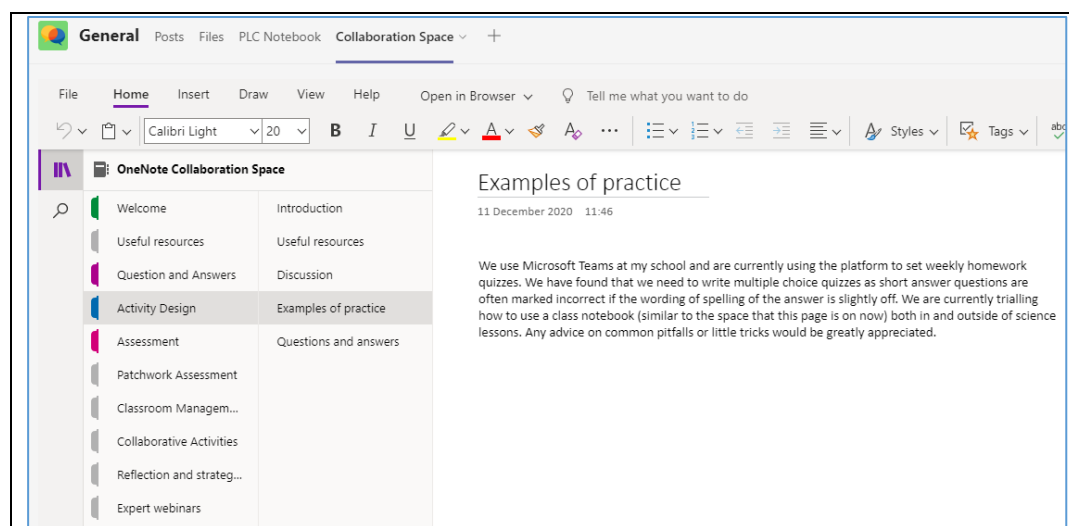 General Posts Files PLC Notebook Collaboration Space
File Home Insert Draw View Help Open in Browser Tell me what you want to do
Calibri Light 20 B I U A A ... Styles Tags abc
OneNote Collaboration Space
Welcome
Useful resources
Question and Answers
Activity Design
Assessment
Patchwork Assessment
Classroom Managem...
Collaborative Activities
Reflection and strateg...
Expert webinars
Introduction
Useful resources
Discussion
Examples of practice
Questions and answers
Examples of practice
11 December 2020 11:46
We use Microsoft Teams at my school and are currently using the platform to set weekly homework
quizzes. We have found that we need to write multiple choice quizzes as short answer questions are
often marked incorrect if the wording of spelling of the answer is slightly off. We are currently trialling
how to use a class notebook (similar to the space that this page is on now) both in and outside of science
lessons. Any advice on common pitfalls or little tricks would be greatly appreciated.